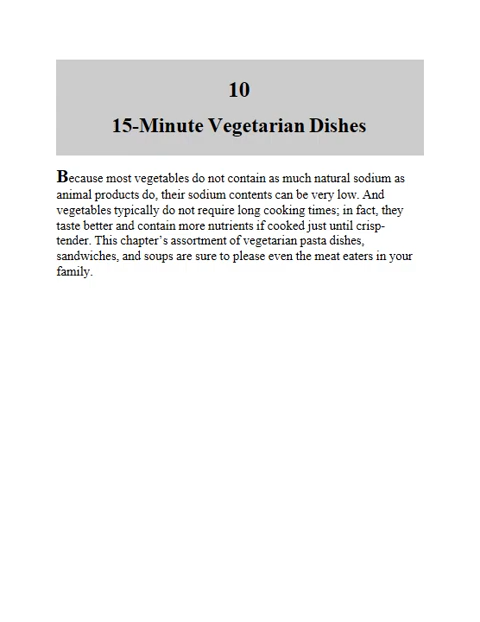 10
15-Minute Vegetarian Dishes
Because most vegetables do not contain as much natural sodium as
animal products do, their sodium contents can be very low. And
vegetables typically do not require long cooking times; in fact, they
taste better and contain more nutrients if cooked just until crisp-
tender. This chapter’s assortment of vegetarian pasta dishes,
sandwiches, and soups are sure to please even the meat eaters in your
family.